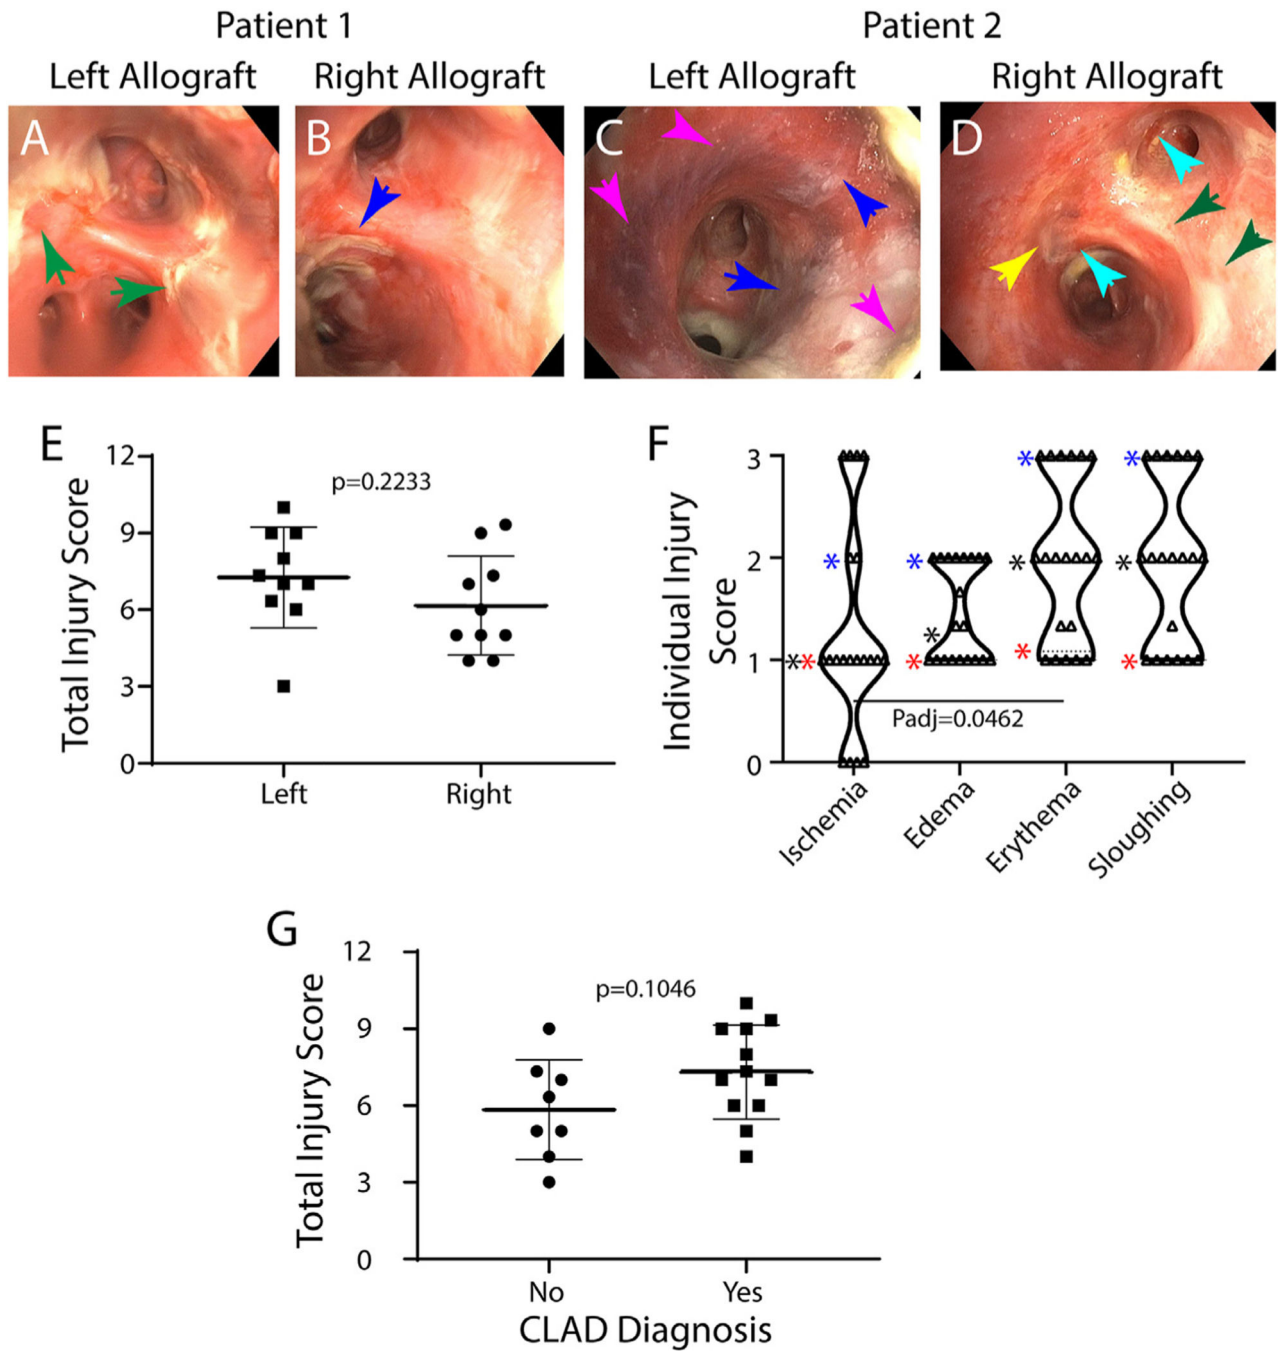 Patient 1
Patient 2
Left Allograft
Right Allograft
Left Allograft
Right Allograft
A
B
C
D
E
Total Injury Score
12
9
6
3
0
p=0.2233
Left
Right
F
Individual Injury
Score
3
2
1
0
*
**
*
*
*
*
*
*
*
*
*
Padj=0.0462
Ischemia
Edema
Erythema
Sloughing
G
Total Injury Score
12
9
6
3
0
p=0.1046
No
Yes
CLAD Diagnosis